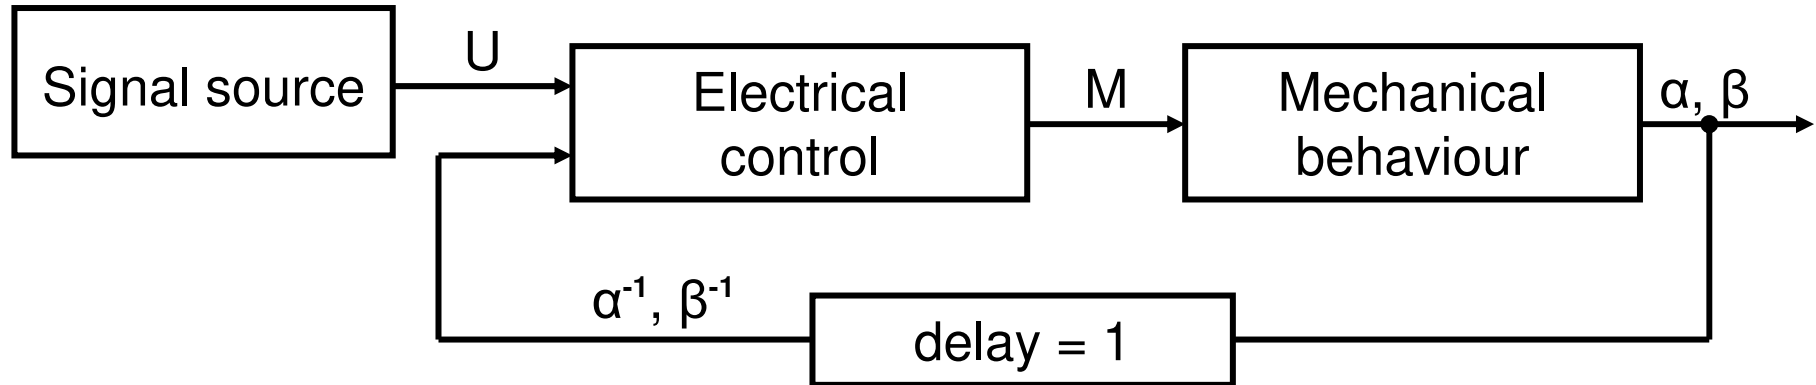 Signal source
U
Electrical
control
M
Mechanical
behaviour
α, β
α⁻¹, β⁻¹
delay = 1